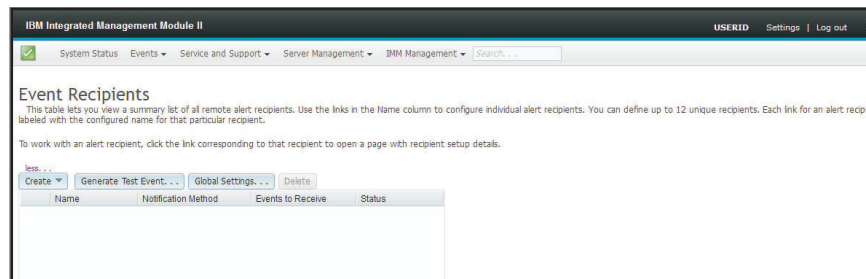 IBM Integrated Management Module II
USERID Settings | Log out
System Status Events Service and Support Server Management IMM Management Search. . .
Event Recipients
This table lets you view a summary list of all remote alert recipients. Use the links in the Name column to configure individual alert recipients. You can define up to 12 unique recipients. Each link for an alert recip
labeled with the configured name for that particular recipient.
To work with an alert recipient, click the link corresponding to that recipient to open a page with recipient setup details.
less. . .
Create Generate Test Event. . . Global Settings. . . Delete
Name Notification Method Events to Receive Status